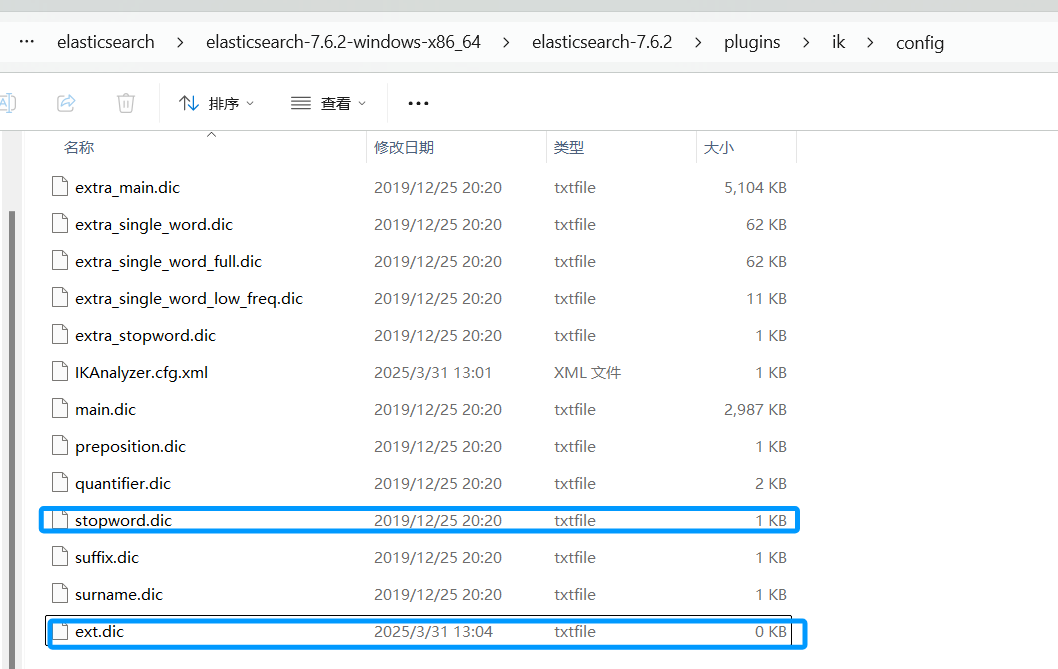 ··· elasticsearch > elasticsearch-7.6.2-windows-x86_64 > elasticsearch-7.6.2 > plugins > ik > config
A 排序 查看 ···
名称 修改日期 类型 大小
extra_main.dic 2019/12/25 20:20 txtfile 5,104 KB
extra_single_word.dic 2019/12/25 20:20 txtfile 62 KB
extra_single_word_full.dic 2019/12/25 20:20 txtfile 62 KB
extra_single_word_low_freq.dic 2019/12/25 20:20 txtfile 11 KB
extra_stopword.dic 2019/12/25 20:20 txtfile 1 KB
IKAnalyzer.cfg.xml 2025/3/31 13:01 XML 文件 1 KB
main.dic 2019/12/25 20:20 txtfile 2,987 KB
preposition.dic 2019/12/25 20:20 txtfile 1 KB
quantifier.dic 2019/12/25 20:20 txtfile 2 KB
stopword.dic 2019/12/25 20:20 txtfile 1 KB
suffix.dic 2019/12/25 20:20 txtfile 1 KB
surname.dic 2019/12/25 20:20 txtfile 1 KB
ext.dic 2025/3/31 13:04 txtfile 0 KB